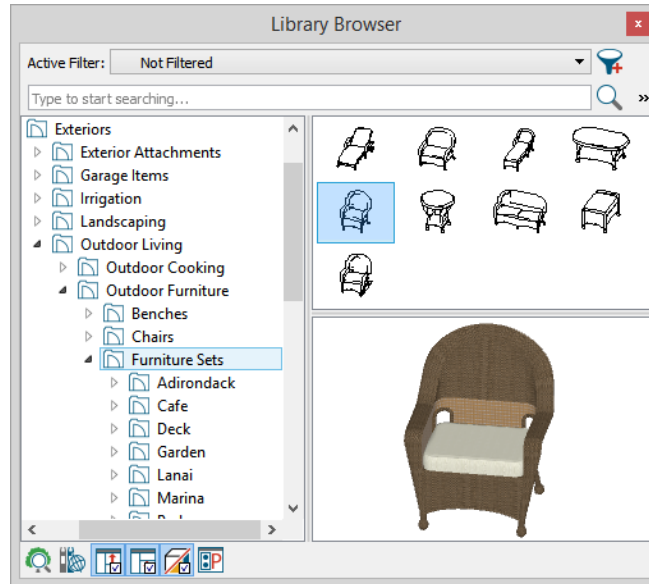 Library Browser
x
Active Filter: Not Filtered
Type to start searching...
»
Exteriors
Exterior Attachments
Garage Items
Irrigation
Landscaping
Outdoor Living
Outdoor Cooking
Outdoor Furniture
Benches
Chairs
Furniture Sets
Adirondack
Cafe
Deck
Garden
Lanai
Marina
P